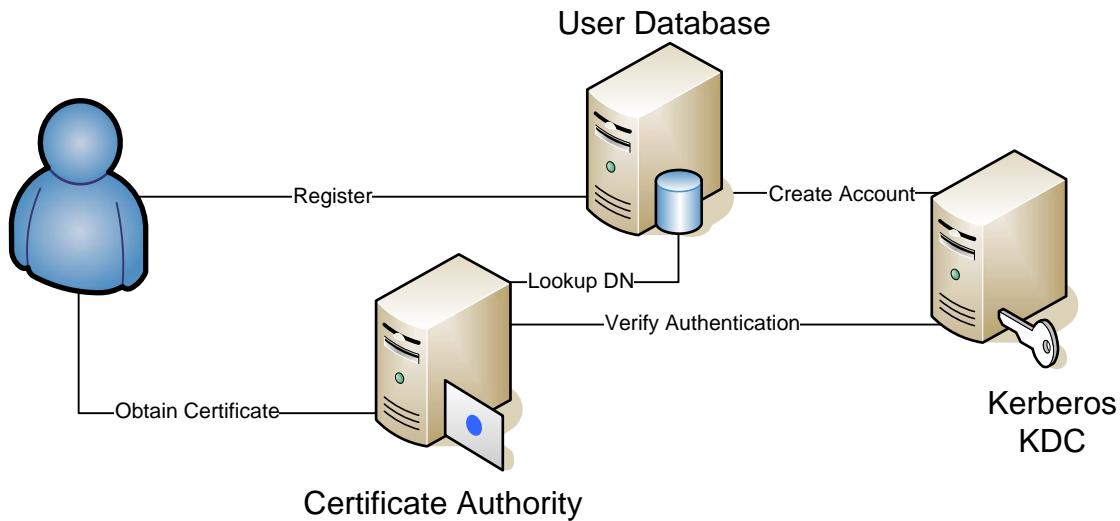 User Database
Register
Create Account
Lookup DN
Verify Authentication
Obtain Certificate
Kerberos
KDC
Certificate Authority